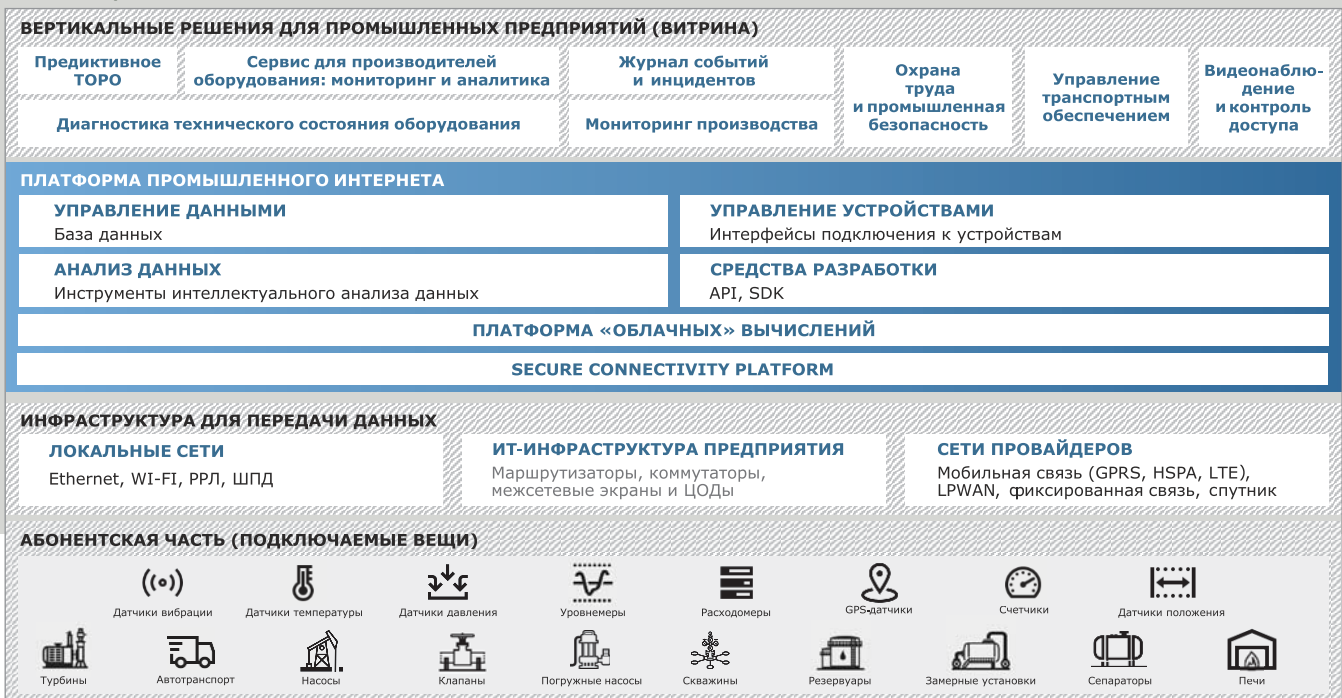 ВЕРТИКАЛЬНЫЕ РЕШЕНИЯ ДЛЯ ПРОМЫШЛЕННЫХ ПРЕДПРИЯТИЙ (ВИТРИНА)
Предиктивное
ТОРО
Сервис для производителей
оборудования: мониторинг и аналитика
Журнал событий
и инцидентов
Диагностика технического состояния оборудования
Мониторинг производства
Охрана
труда
и промышленная
безопасность
Управление
транспортным
обеспечением
Видеонаблю-
дение
и контроль
доступа
ПЛАТФОРМА ПРОМЫШЛЕННОГО ИНТЕРНЕТА
УПРАВЛЕНИЕ ДАННЫМИ
База данных
УПРАВЛЕНИЕ УСТРОЙСТВАМИ
Интерфейсы подключения к устройствам
АНАЛИЗ ДАННЫХ
Инструменты интеллектуального анализа данных
СРЕДСТВА РАЗРАБОТКИ
API, SDK
ПЛАТФОРМА «ОБЛАЧНЫХ» ВЫЧИСЛЕНИЙ
SECURE CONNECTIVITY PLATFORM
ИНФРАСТРУКТУРА ДЛЯ ПЕРЕДАЧИ ДАННЫХ
ЛОКАЛЬНЫЕ СЕТИ
Ethernet, WI-FI, РРЛ, ШПД
ИТ-ИНФРАСТРУКТУРА ПРЕДПРИЯТИЯ
Маршрутизаторы, коммутаторы,
межсетевые экраны и ЦОДы
СЕТИ ПРОВАЙДЕРОВ
Мобильная связь (GPRS, HSPA, LTE),
LPWAN, фиксированная связь, спутник
АБОНЕНТСКАЯ ЧАСТЬ (ПОДКЛЮЧАЕМЫЕ ВЕЩИ)
Датчики вибрации
Датчики температуры
Датчики давления
Уровнемеры
Расходомеры
GPS-датчики
Счетчики
Датчики положения
Турбины
Автотранспорт
Насосы
Клапаны
Погружные насосы
Скважины
Резервуары
Замерные установки
Сепараторы
Печи